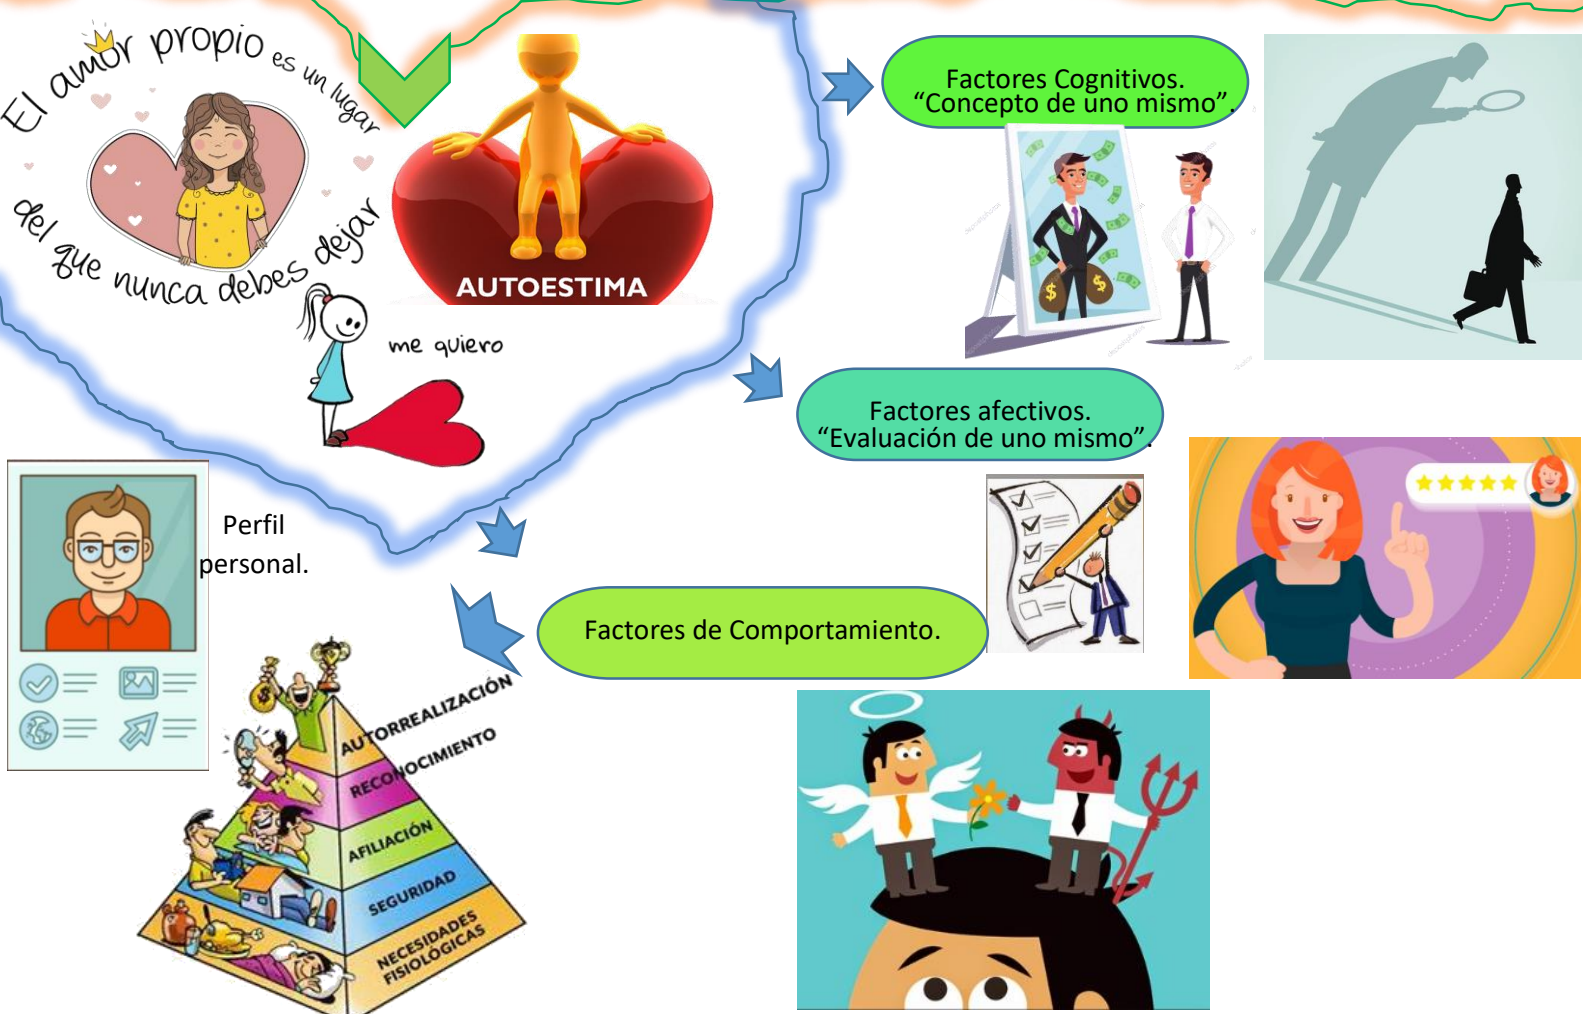 El amor propio es un lugar
del que nunca debes dejar
AUTOESTIMA
me quiero
Factores Cognitivos.
“Concepto de uno mismo”.
Factores afectivos.
“Evaluación de uno mismo”.
Perfil
personal.
Factores de Comportamiento.
AUTORREALIZACIÓN
RECONOCIMIENTO
AFILIACIÓN
SEGURIDAD
NECESIDADES
FISIOLÓGICAS
$
$
$